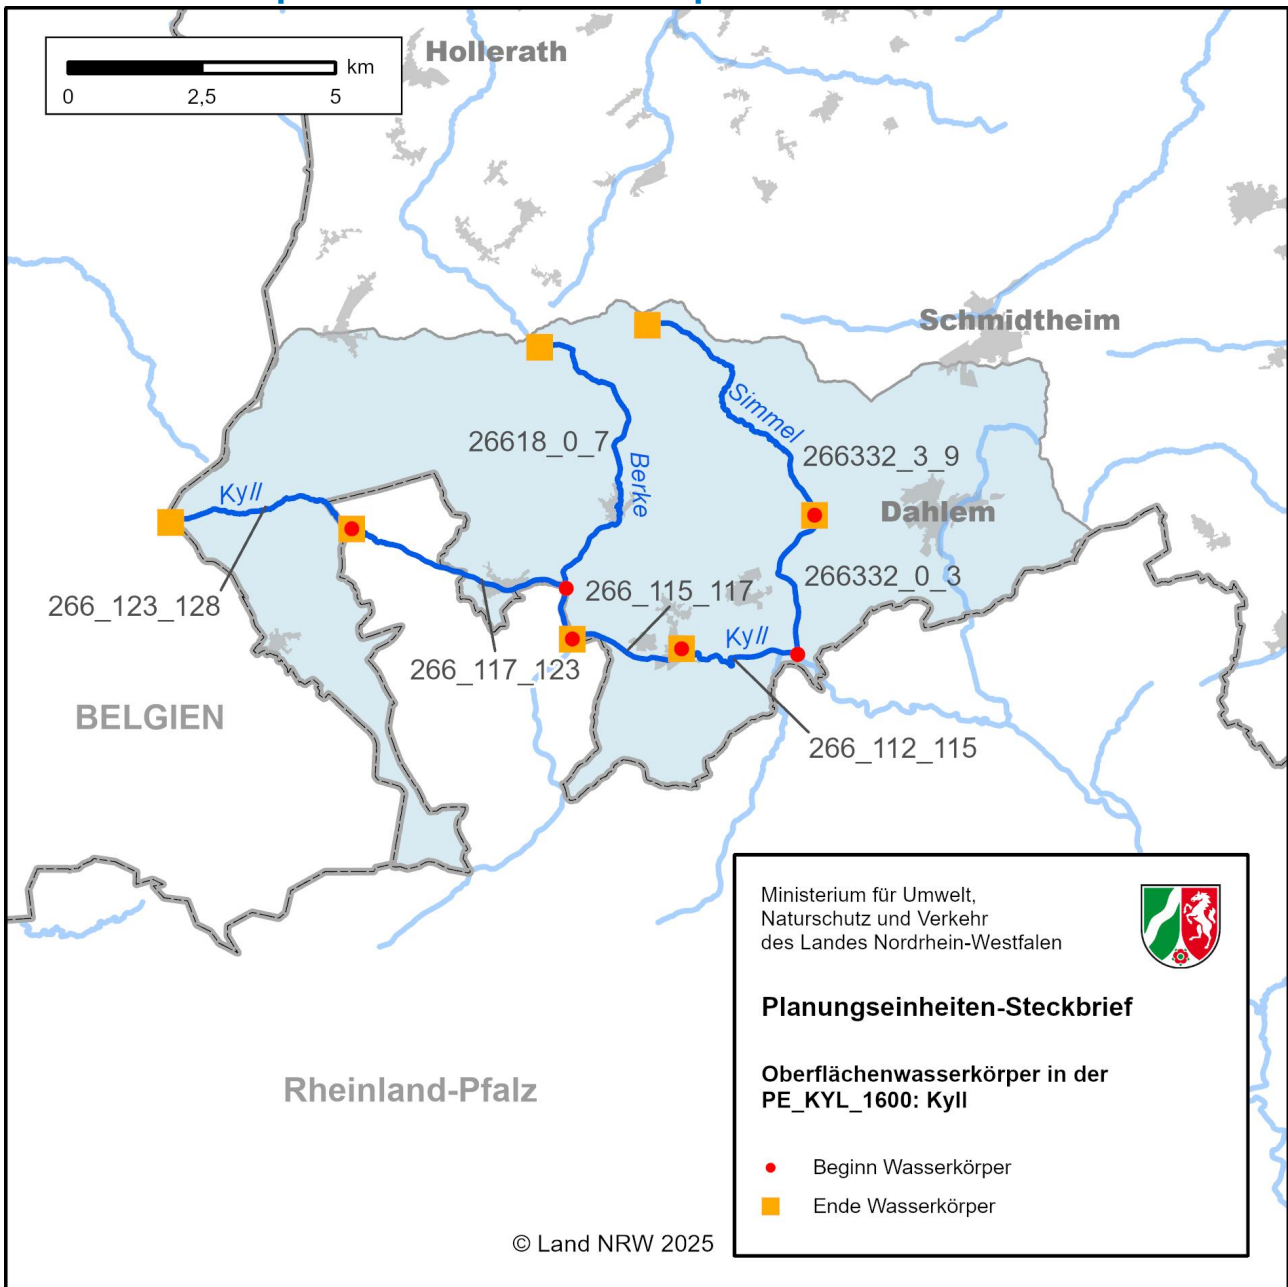 Hollerath
km
0 2,5 5
Schmidtheim
Simmel
26618_0_7
Berke
266332_3_9
Kyll
Dahlem
266332_0_3
266_115_117
266_123_128
Kyll
266_117_123
BELGIEN
266_112_115
Ministerium für Umwelt,
Naturschutz und Verkehr
des Landes Nordrhein-Westfalen
Planungseinheiten-Steckbrief
Oberflächenwasserkörper in der
PE_KYL_1600: Kyll
Rheinland-Pfalz
Beginn Wasserkörper
Ende Wasserkörper
© Land NRW 2025